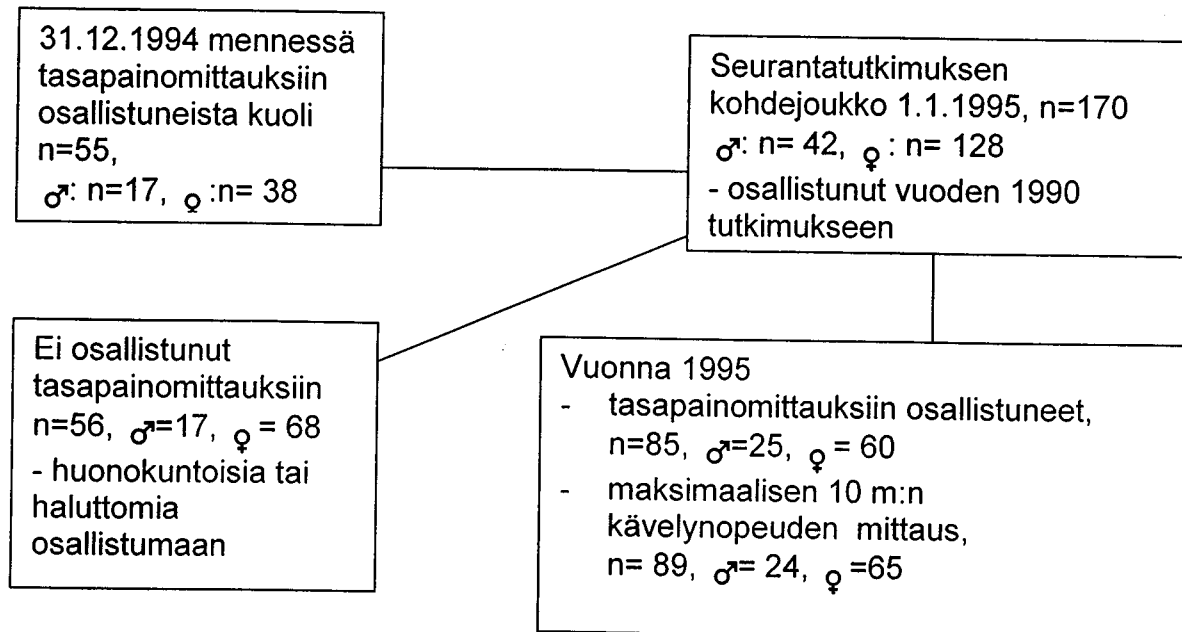 31.12.1994 mennessä
tasapainomittauksiin
osallistuneista kuoli
n=55,
♂: n=17, ♀ :n= 38
Seurantatutkimuksen
kohdejoukko 1.1.1995, n=170
♂: n= 42, ♀ : n= 128
- osallistunut vuoden 1990
tutkimukseen
Ei osallistunut
tasapainomittauksiin
n=56, ♂=17, ♀ = 68
- huonokuntoisia tai
haluttomia
osallistumaan
Vuonna 1995
- tasapainomittauksiin osallistuneet,
n=85, ♂=25, ♀ = 60
- maksimaalisen 10 m:n
kävelynopeuden mittaus,
n= 89, ♂= 24, ♀ =65